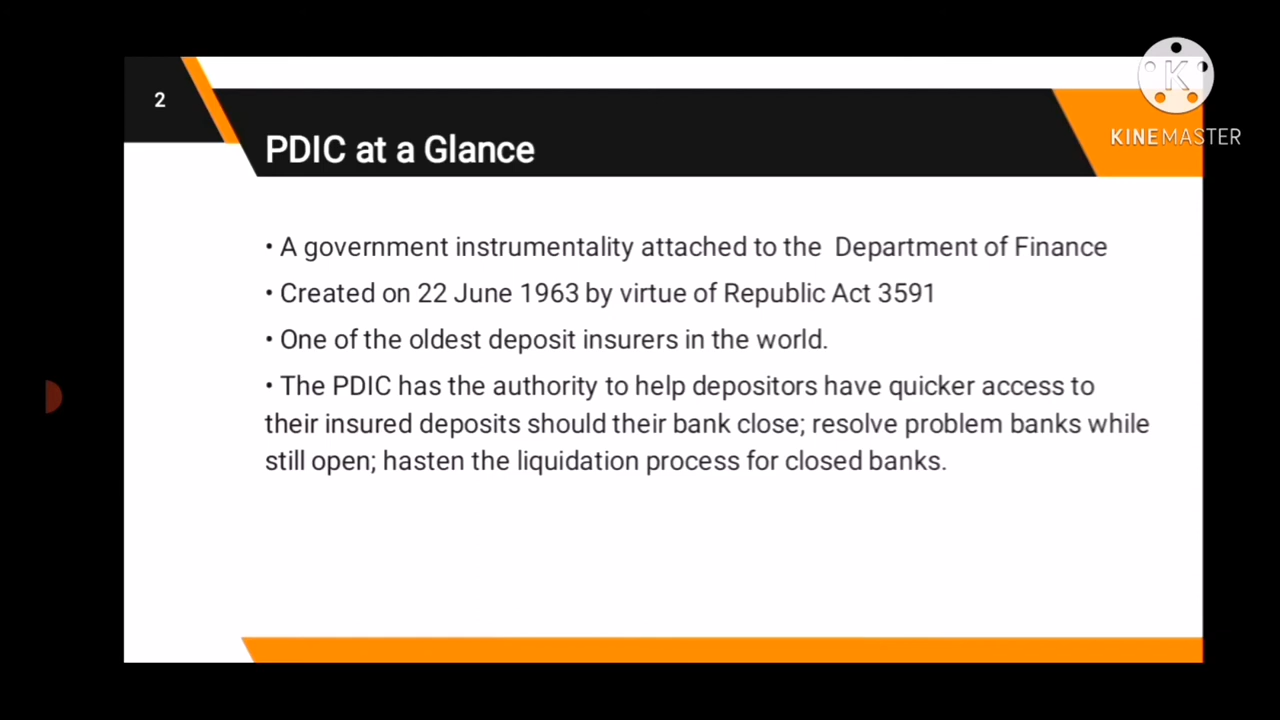 2
K
KINEMASTER
PDIC at a Glance
• A government instrumentality attached to the  Department of Finance
• Created on 22 June 1963 by virtue of Republic Act 3591
• One of the oldest deposit insurers in the world.
• The PDIC has the authority to help depositors have quicker access to
their insured deposits should their bank close; resolve problem banks while
still open; hasten the liquidation process for closed banks.